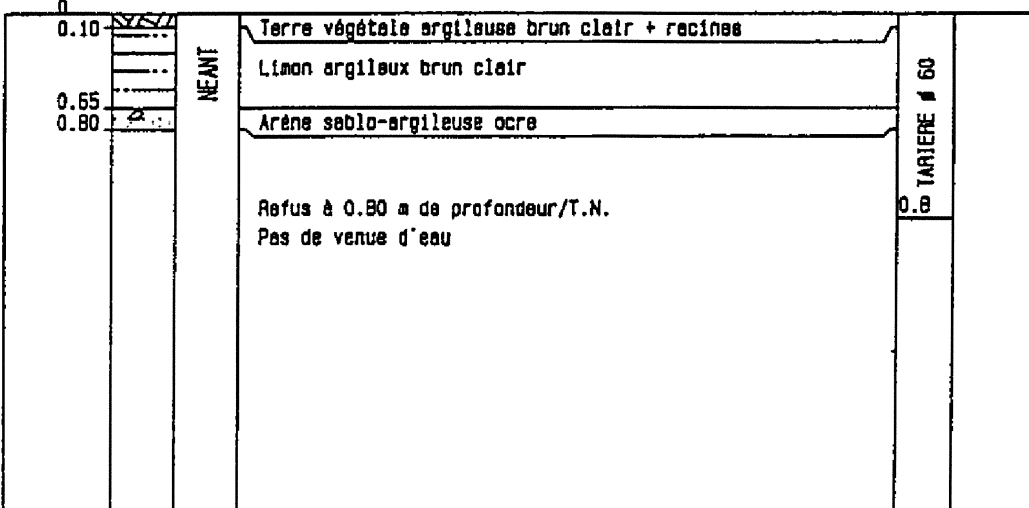 0
0.10
Terre végétale argileuse brun clair + racines
NEANT
Limon argileux brun clair
TARIERE ø 60
0.65
0.80
Arène sablo-argileuse ocre
Refus à 0.80 m de profondeur/T.N.
0.8
Pas de venue d'eau